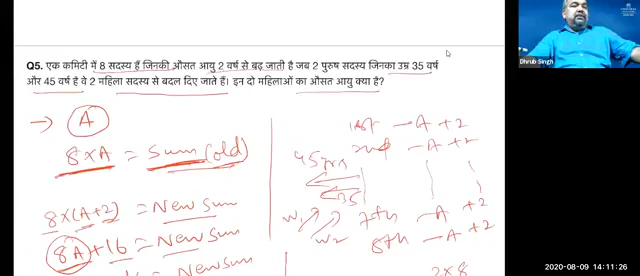 Q5. एक कमिटी में 8 सदस्य हैं जिनकी औसत आयु 2 वर्ष से बढ़ जाती है जब 2 पुरुष सदस्य जिनका उम्र 35 वर्ष
और 45 वर्ष है वे 2 महिला सदस्य से बदल दिए जाते हैं। इन दो महिलाओं का औसत आयु क्या है?
→ A
8×A = Sum (old)
8×(A+2) = New Sum
8A+16 = New Sum
1st — A + 2
2nd — A + 2
45 yrs
35
W1
W2
7th — A + 2
8th — A + 2
2×8
Dhrub Singh
2020-08-09 14:11:26